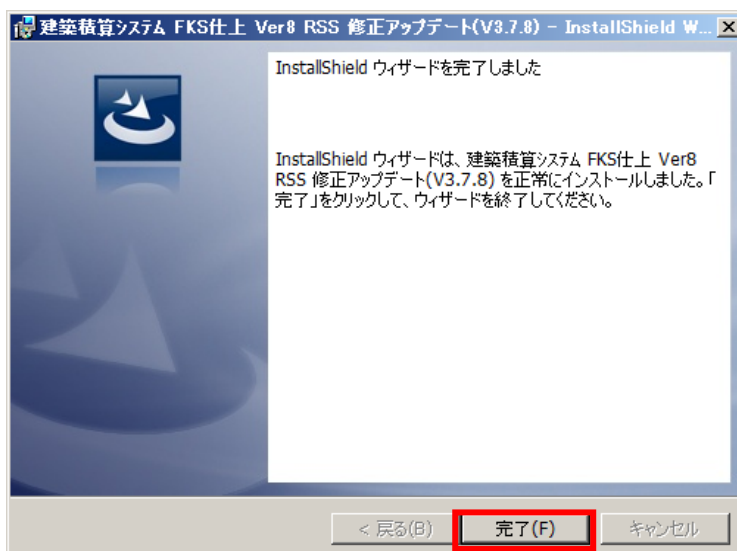 建築積算システム FKS仕上 Ver8 RSS 修正アップデート(V3.7.8) - InstallShield W...
InstallShield ウィザードを完了しました
InstallShield ウィザードは、建築積算システム FKS仕上 Ver8
RSS 修正アップデート(V3.7.8) を正常にインストールしました。「
完了」をクリックして、ウィザードを終了してください。
< 戻る(B)
完了(F)
キャンセル